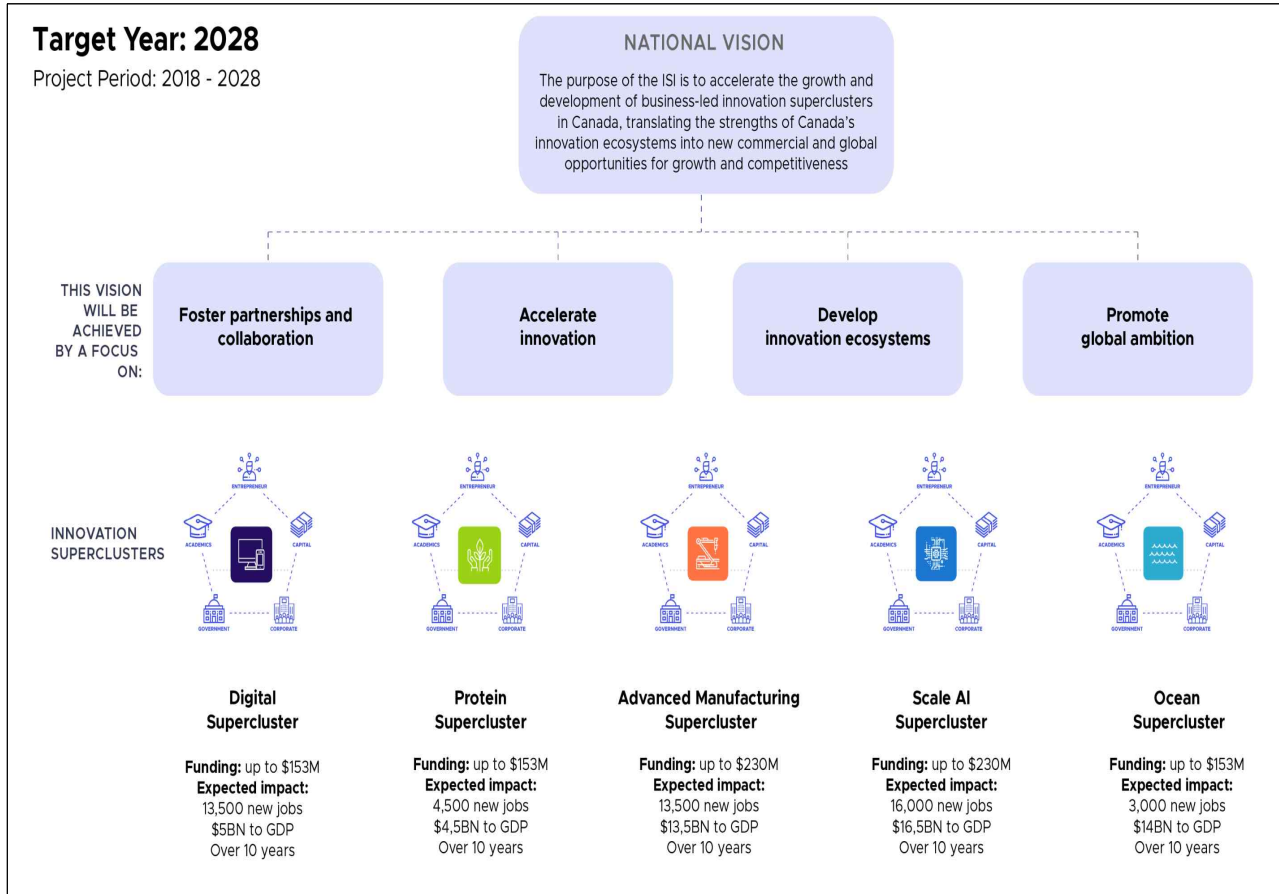 Target Year: 2028
Project Period: 2018 - 2028
NATIONAL VISION
The purpose of the ISI is to accelerate the growth and
development of business-led innovation superclusters
in Canada, translating the strengths of Canada's
innovation ecosystems into new commercial and global
opportunities for growth and competitiveness
THIS VISION
WILL BE
ACHIEVED
BY A FOCUS
ON:
Foster partnerships and
collaboration
Accelerate
innovation
Develop
innovation ecosystems
Promote
global ambition
INNOVATION
SUPERCLUSTERS
ENTREPRENEUR
ACADEMICS
CAPITAL
GOVERNMENT
CORPORATE
ENTREPRENEUR
ACADEMICS
CAPITAL
GOVERNMENT
CORPORATE
ENTREPRENEUR
ACADEMICS
CAPITAL
GOVERNMENT
CORPORATE
ENTREPRENEUR
ACADEMICS
CAPITAL
GOVERNMENT
CORPORATE
ENTREPRENEUR
ACADEMICS
CAPITAL
GOVERNMENT
CORPORATE
Digital
Supercluster
Funding: up to $153M
Expected impact:
13,500 new jobs
$5BN to GDP
Over 10 years
Protein
Supercluster
Funding: up to $153M
Expected impact:
4,500 new jobs
$4,5BN to GDP
Over 10 years
Advanced Manufacturing
Supercluster
Funding: up to $230M
Expected impact:
13,500 new jobs
$13,5BN to GDP
Over 10 years
Scale AI
Supercluster
Funding: up to $230M
Expected impact:
16,000 new jobs
$16,5BN to GDP
Over 10 years
Ocean
Supercluster
Funding: up to $153M
Expected impact:
3,000 new jobs
$14BN to GDP
Over 10 years